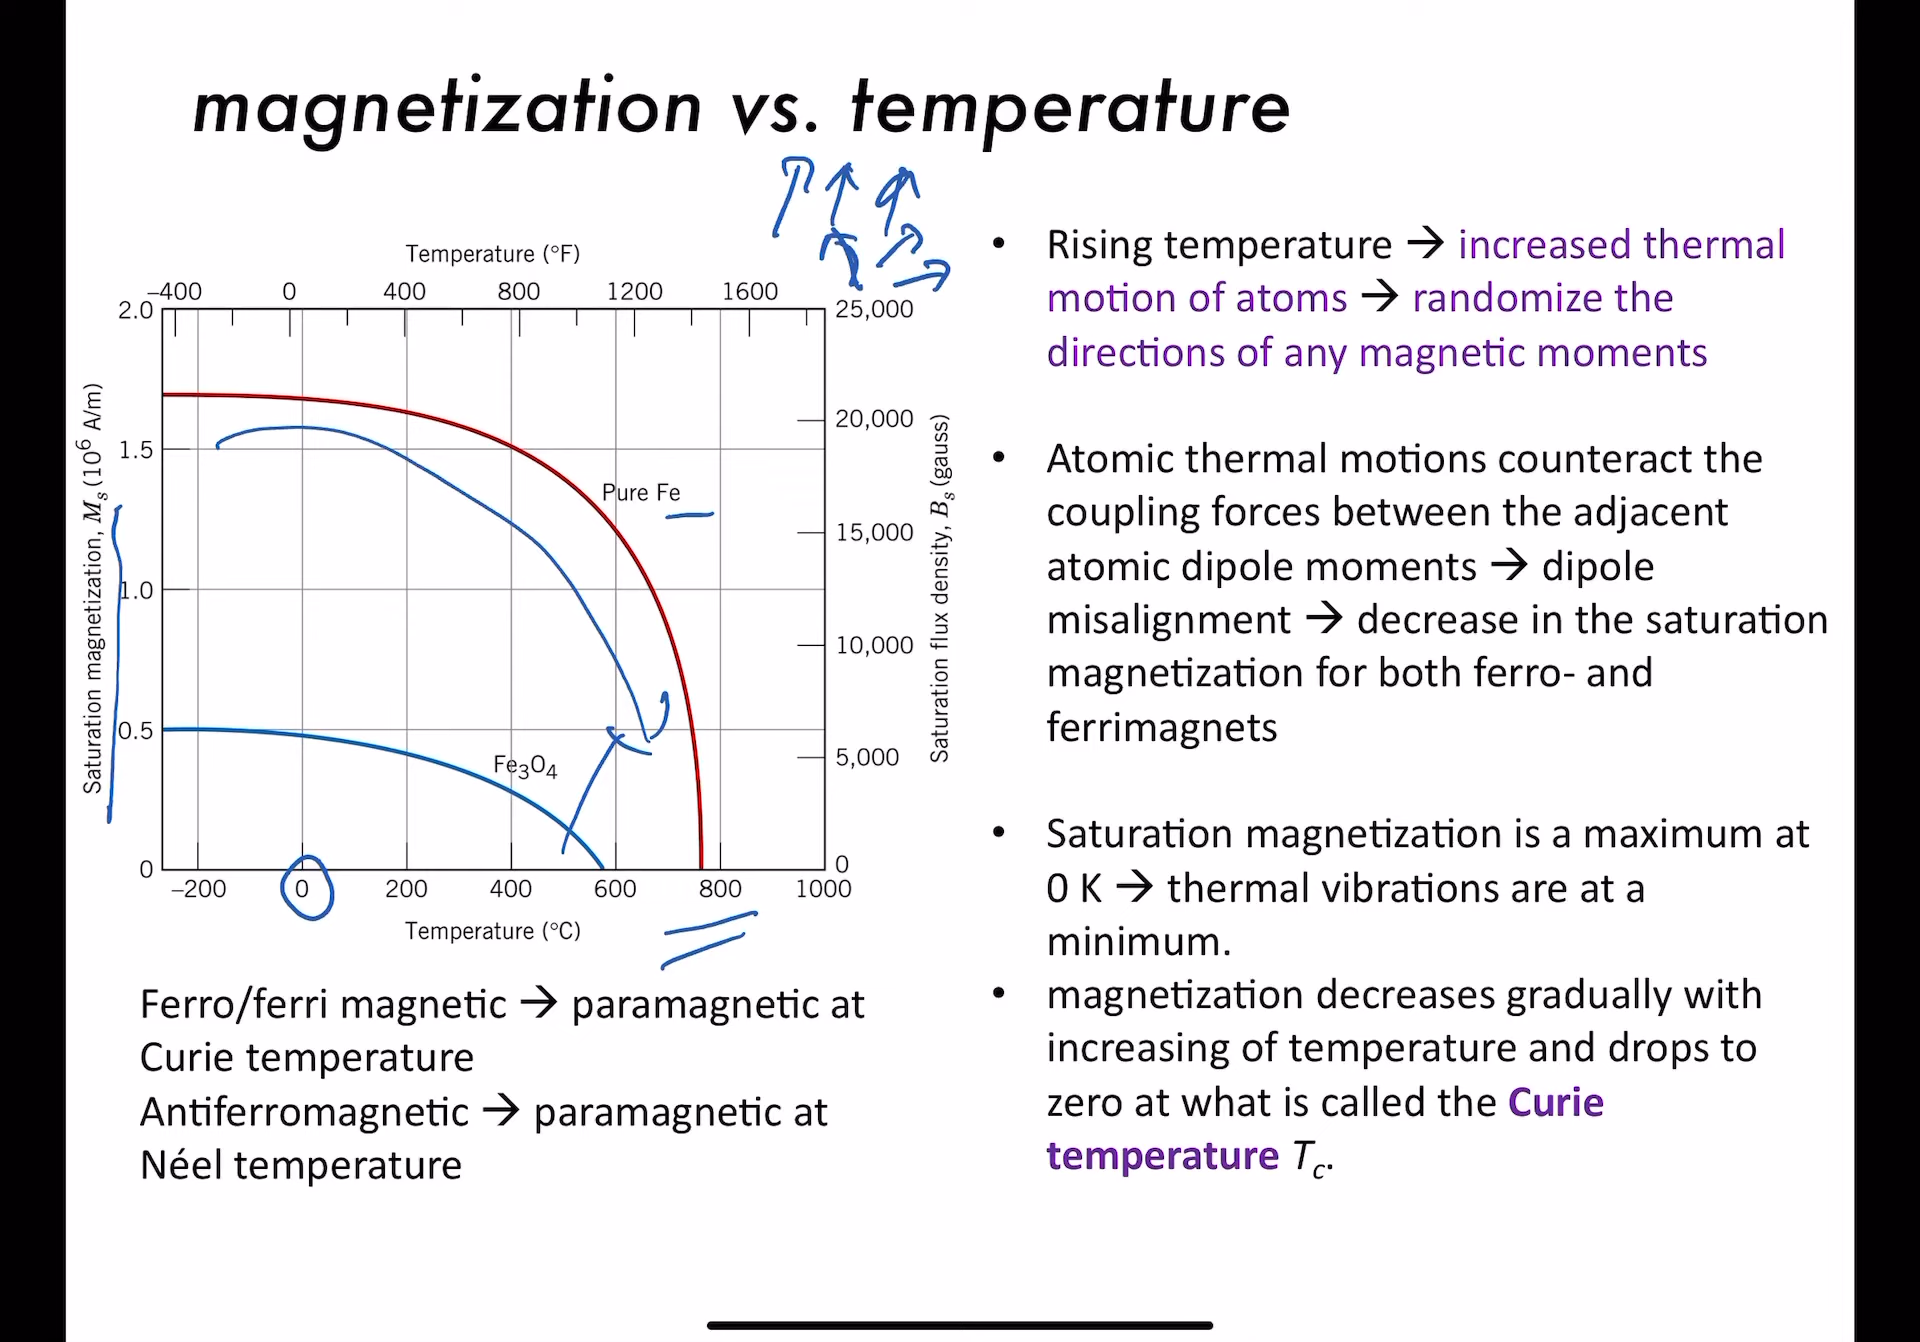 magnetization vs. temperature
Temperature (°F)
−400 0 400 800 1200 1600
2.0
1.5
1.0
0.5
0
Saturation magnetization, Mₛ (10⁶ A/m)
25,000
20,000
15,000
10,000
5,000
0
Saturation flux density, Bₛ (gauss)
Pure Fe
Fe₃O₄
−200 0 200 400 600 800 1000
Temperature (°C)
Ferro/ferri magnetic → paramagnetic at
Curie temperature
Antiferromagnetic → paramagnetic at
Néel temperature
• Rising temperature → increased thermal
motion of atoms → randomize the
directions of any magnetic moments
• Atomic thermal motions counteract the
coupling forces between the adjacent
atomic dipole moments → dipole
misalignment → decrease in the saturation
magnetization for both ferro- and
ferrimagnets
• Saturation magnetization is a maximum at
0 K → thermal vibrations are at a
minimum.
• magnetization decreases gradually with
increasing of temperature and drops to
zero at what is called the Curie
temperature T꜀.